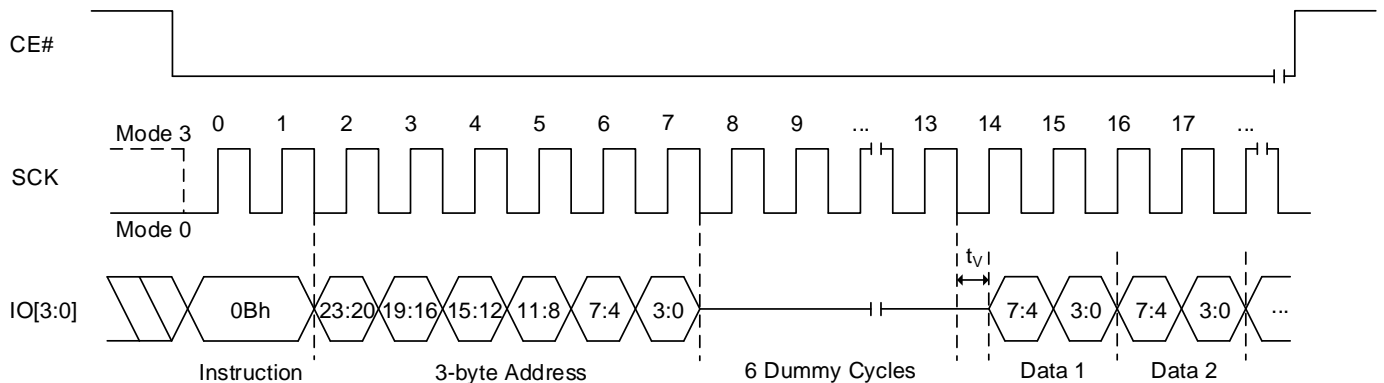 CE#
0 1 2 3 4 5 6 7 8 9 ... 13 14 15 16 17 ...
Mode 3
SCK
Mode 0
tV
IO[3:0] 0Bh 23:20 19:16 15:12 11:8 7:4 3:0 7:4 3:0 7:4 3:0 ...
Instruction 3-byte Address 6 Dummy Cycles Data 1 Data 2